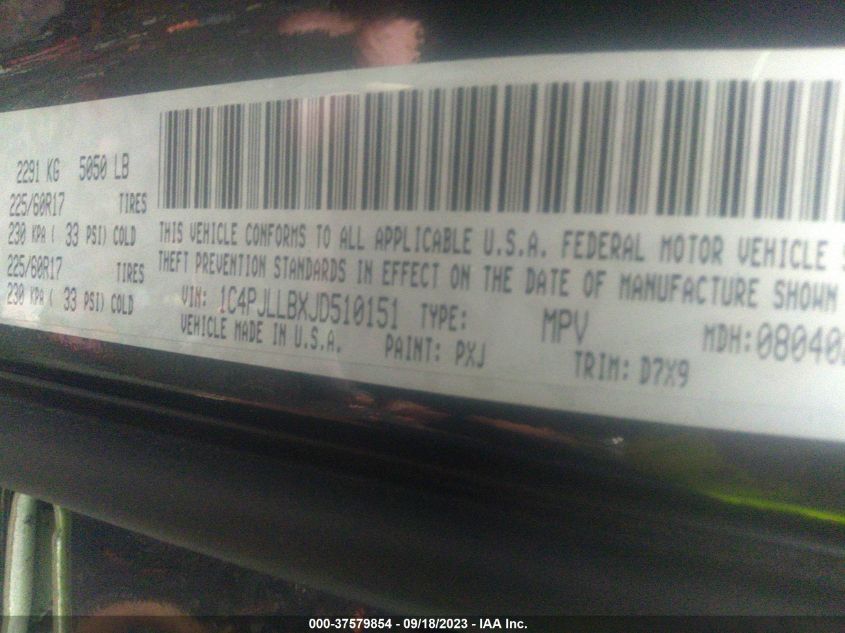 2291 KG 5050 LB
225/60R17 TIRES
230 KPA ( 33 PSI) COLD
225/60R17 TIRES
230 KPA ( 33 PSI) COLD
THIS VEHICLE CONFORMS TO ALL APPLICABLE U.S.A. FEDERAL MOTOR VEHICLE
THEFT PREVENTION STANDARDS IN EFFECT ON THE DATE OF MANUFACTURE SHOWN
VIN: 1C4PJLLBXJD510151 TYPE: MPV MDH: 08040
VEHICLE MADE IN U.S.A. PAINT: PXJ TRIM: D7X9
000-37579854 - 09/18/2023 - IAA Inc.